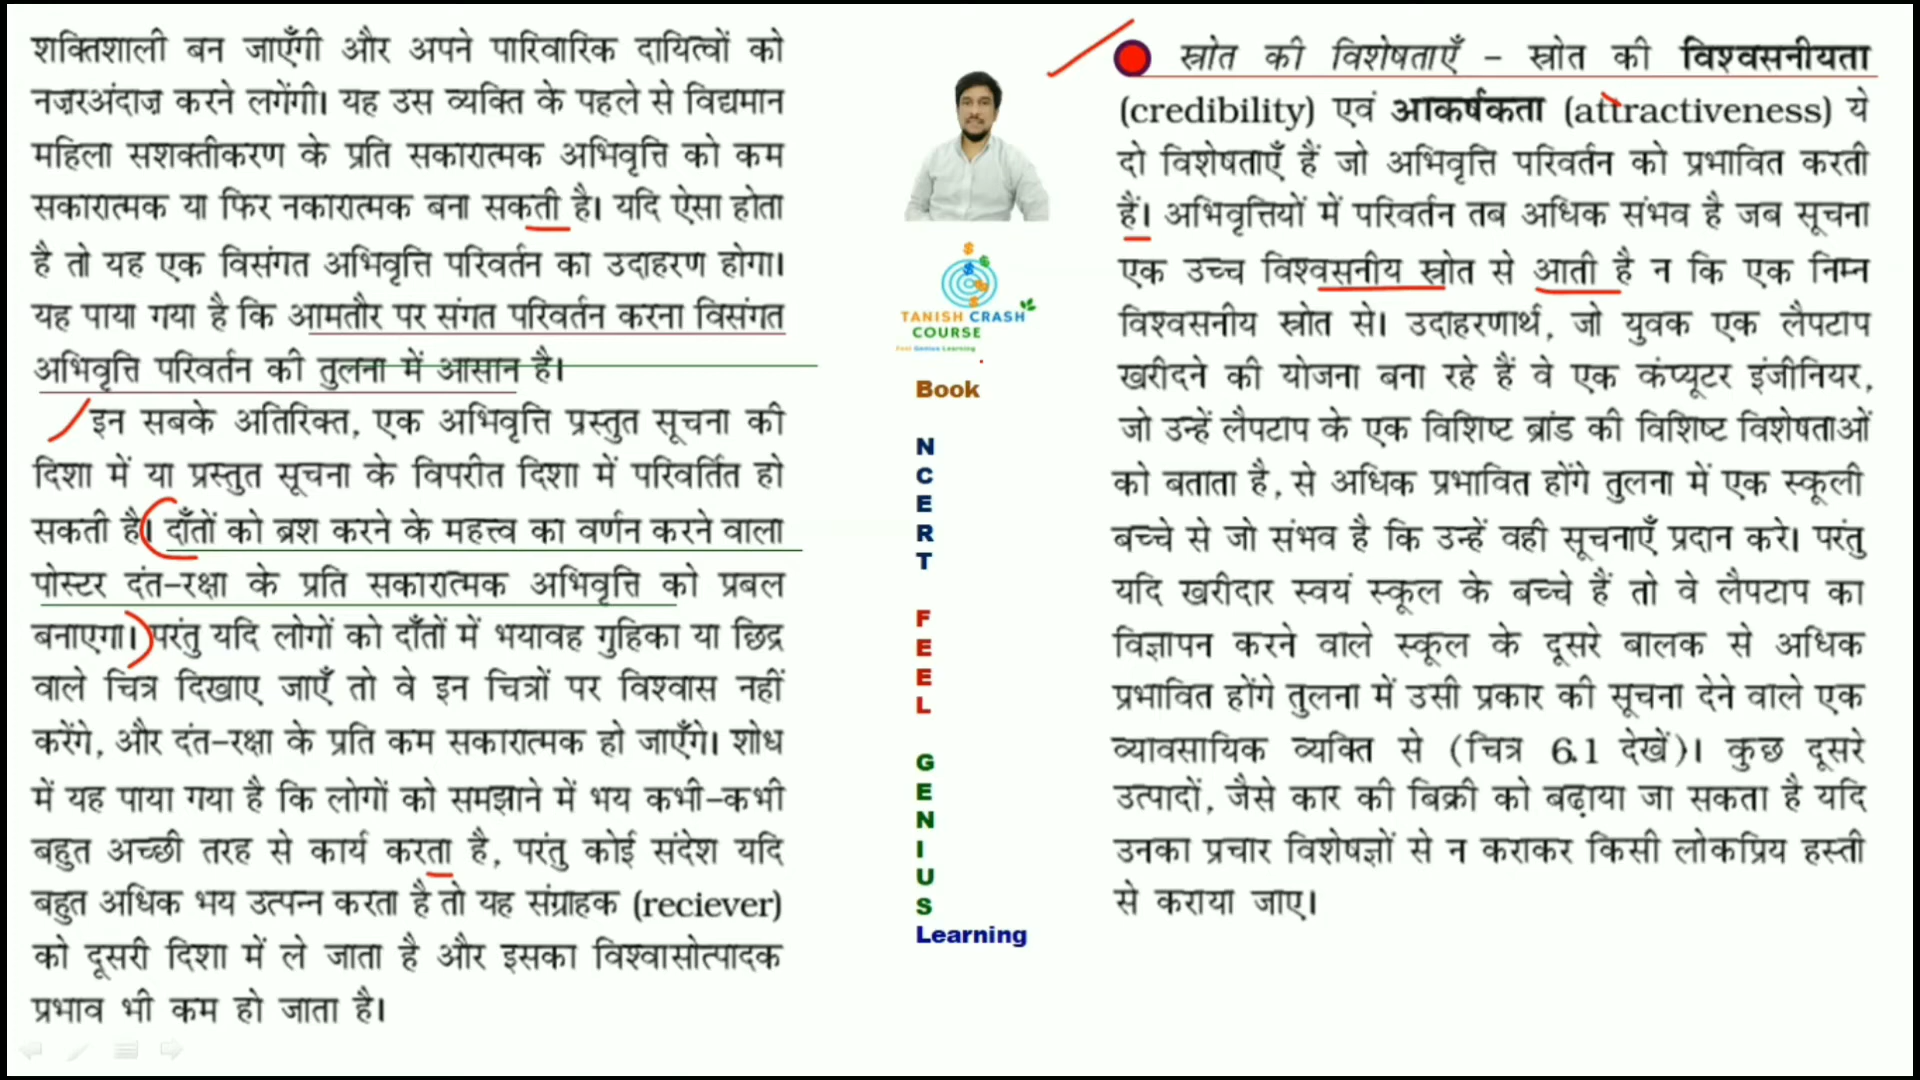 शक्तिशाली बन जाएँगी और अपने पारिवारिक दायित्वों को
नज़रअंदाज़ करने लगेंगी। यह उस व्यक्ति के पहले से विद्यमान
महिला सशक्तीकरण के प्रति सकारात्मक अभिवृत्ति को कम
सकारात्मक या फिर नकारात्मक बना सकती है। यदि ऐसा होता
है तो यह एक विसंगत अभिवृत्ति परिवर्तन का उदाहरण होगा।
यह पाया गया है कि आमतौर पर संगत परिवर्तन करना विसंगत
अभिवृत्ति परिवर्तन की तुलना में आसान है।
इन सबके अतिरिक्त, एक अभिवृत्ति प्रस्तुत सूचना की
दिशा में या प्रस्तुत सूचना के विपरीत दिशा में परिवर्तित हो
सकती है। दाँतों को ब्रश करने के महत्त्व का वर्णन करने वाला
पोस्टर दंत-रक्षा के प्रति सकारात्मक अभिवृत्ति को प्रबल
बनाएगा। परंतु यदि लोगों को दाँतों में भयावह गुहिका या छिद्र
वाले चित्र दिखाए जाएँ तो वे इन चित्रों पर विश्वास नहीं
करेंगे, और दंत-रक्षा के प्रति कम सकारात्मक हो जाएँगे। शोध
में यह पाया गया है कि लोगों को समझाने में भय कभी-कभी
बहुत अच्छी तरह से कार्य करता है, परंतु कोई संदेश यदि
बहुत अधिक भय उत्पन्न करता है तो यह संग्राहक (reciever)
को दूसरी दिशा में ले जाता है और इसका विश्वासोत्पादक
प्रभाव भी कम हो जाता है।
TANISH CRASH
COURSE
Feel Genius Learning
Book
N
C
E
R
T
F
E
E
L
G
E
N
I
U
S
Learning
स्रोत की विशेषताएँ - स्रोत की विश्वसनीयता
(credibility) एवं आकर्षकता (attractiveness) ये
दो विशेषताएँ हैं जो अभिवृत्ति परिवर्तन को प्रभावित करती
हैं। अभिवृत्तियों में परिवर्तन तब अधिक संभव है जब सूचना
एक उच्च विश्वसनीय स्रोत से आती है न कि एक निम्न
विश्वसनीय स्रोत से। उदाहरणार्थ, जो युवक एक लैपटाप
खरीदने की योजना बना रहे हैं वे एक कंप्यूटर इंजीनियर,
जो उन्हें लैपटाप के एक विशिष्ट ब्रांड की विशिष्ट विशेषताओं
को बताता है, से अधिक प्रभावित होंगे तुलना में एक स्कूली
बच्चे से जो संभव है कि उन्हें वही सूचनाएँ प्रदान करे। परंतु
यदि खरीदार स्वयं स्कूल के बच्चे हैं तो वे लैपटाप का
विज्ञापन करने वाले स्कूल के दूसरे बालक से अधिक
प्रभावित होंगे तुलना में उसी प्रकार की सूचना देने वाले एक
व्यावसायिक व्यक्ति से (चित्र 6.1 देखें)। कुछ दूसरे
उत्पादों, जैसे कार की बिक्री को बढ़ाया जा सकता है यदि
उनका प्रचार विशेषज्ञों से न कराकर किसी लोकप्रिय हस्ती
से कराया जाए।